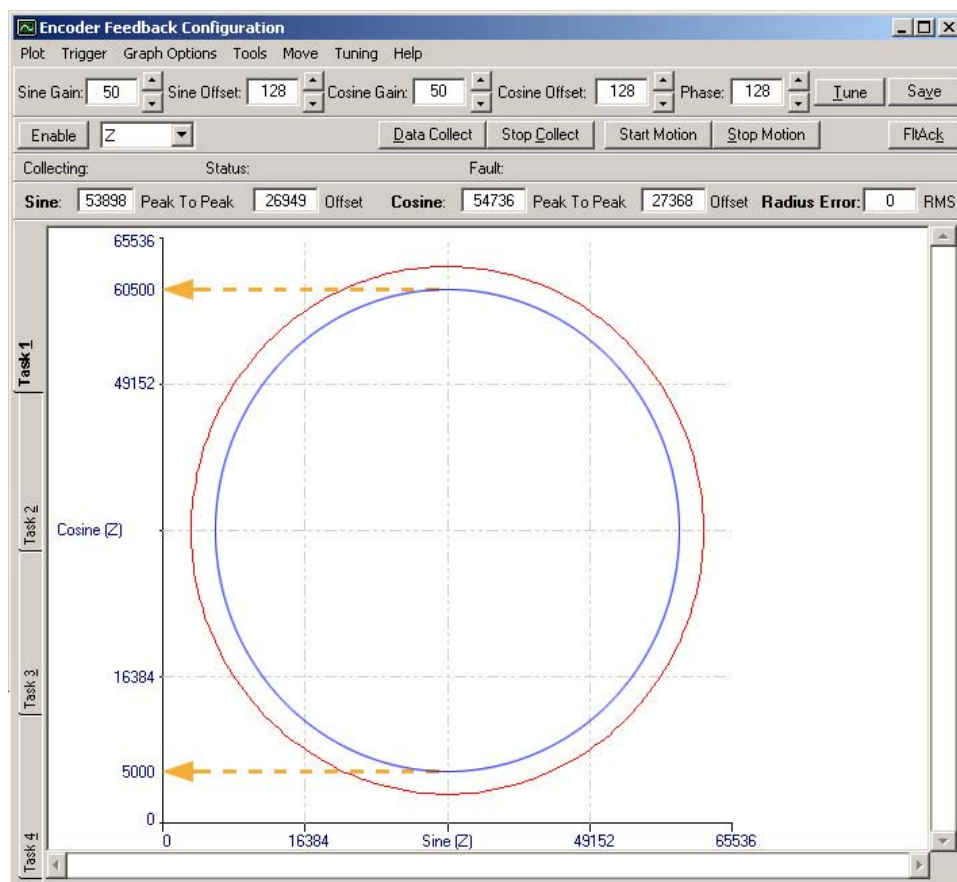 Encoder Feedback Configuration
Plot Trigger Graph Options Tools Move Tuning Help
Sine Gain: 50 Sine Offset: 128 Cosine Gain: 50 Cosine Offset: 128 Phase: 128 Tune Save
Enable Z Data Collect Stop Collect Start Motion Stop Motion FltAck
Collecting: Status: Fault:
Sine: 53898 Peak To Peak 26949 Offset Cosine: 54736 Peak To Peak 27368 Offset Radius Error: 0 RMS
Task 1
Task 2
Task 3
Task 4
65536
60500
49152
Cosine (Z)
16384
5000
0
0 16384 Sine (Z) 49152 65536